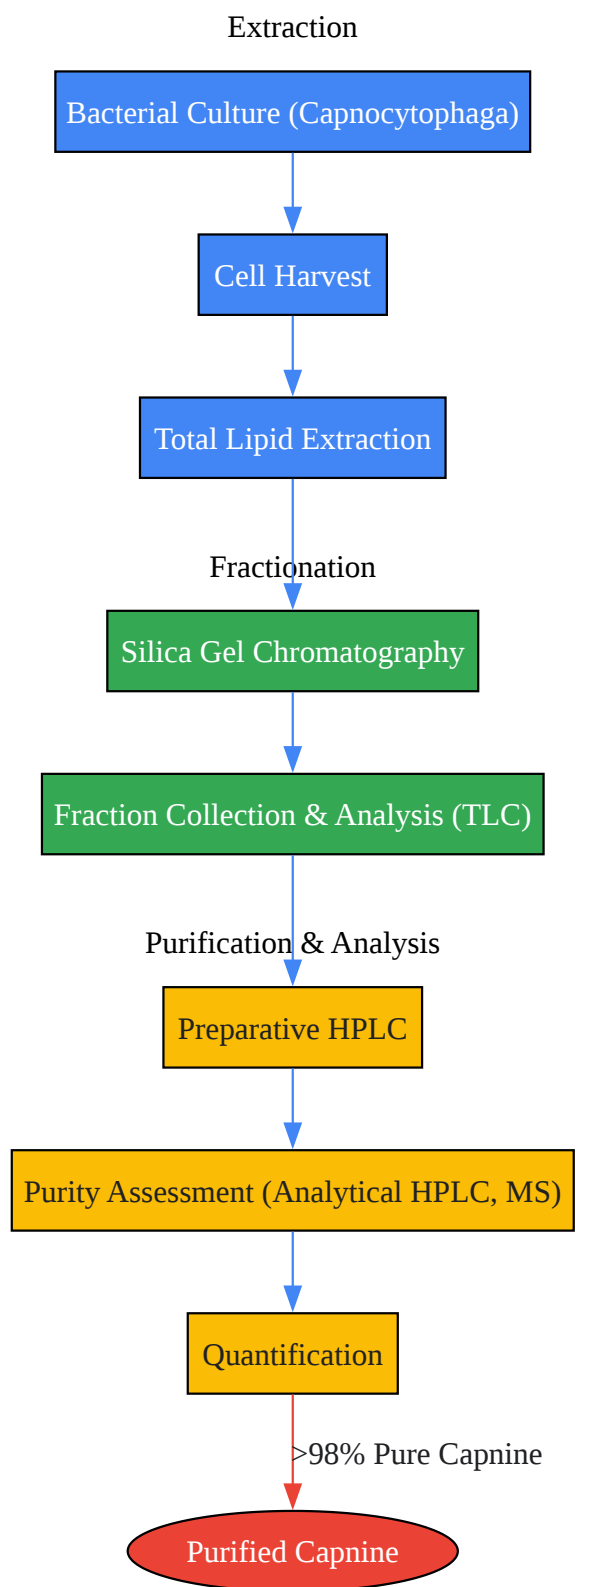 Extraction
Bacterial Culture (Capnocytophaga)
Cell Harvest
Total Lipid Extraction
Fractionation
Silica Gel Chromatography
Fraction Collection & Analysis (TLC)
Purification & Analysis
Preparative HPLC
Purity Assessment (Analytical HPLC, MS)
Quantification
>98% Pure Capnine
Purified Capnine